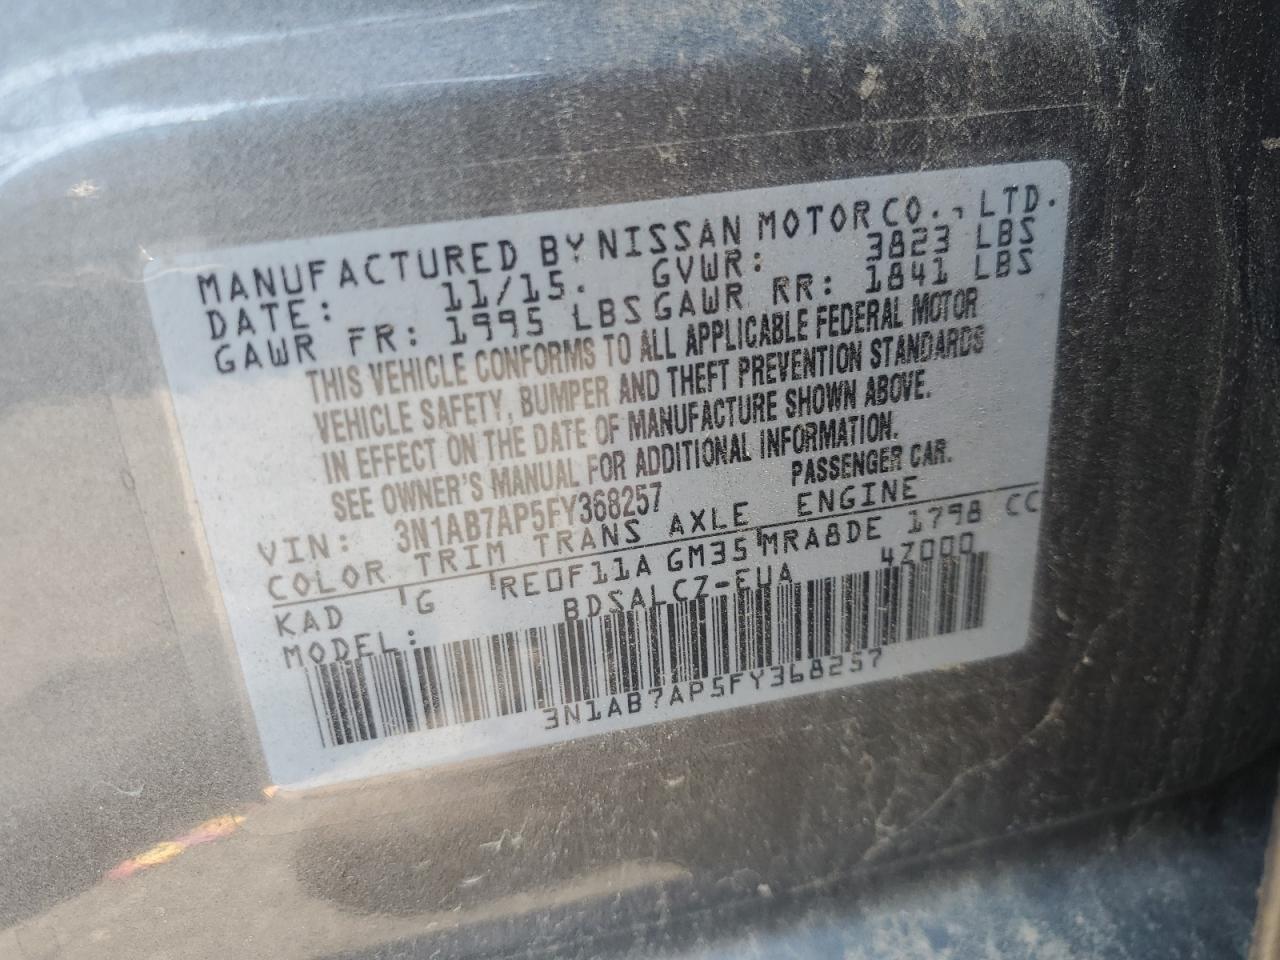 MANUFACTURED BY NISSAN MOTOR CO., LTD.
DATE: 11/15. GVWR: 3823 LBS
GAWR FR: 1995 LBS GAWR RR: 1841 LBS
THIS VEHICLE CONFORMS TO ALL APPLICABLE FEDERAL MOTOR
VEHICLE SAFETY, BUMPER AND THEFT PREVENTION STANDARDS
IN EFFECT ON THE DATE OF MANUFACTURE SHOWN ABOVE.
SEE OWNER'S MANUAL FOR ADDITIONAL INFORMATION.
VIN: 3N1AB7AP5FY368257 PASSENGER CAR.
COLOR TRIM TRANS AXLE ENGINE
KAD G RE0F11A GM35 MRA8DE 1798 CC
MODEL: BDSALCZ-EUA 4Z000
3N1AB7AP5FY368257